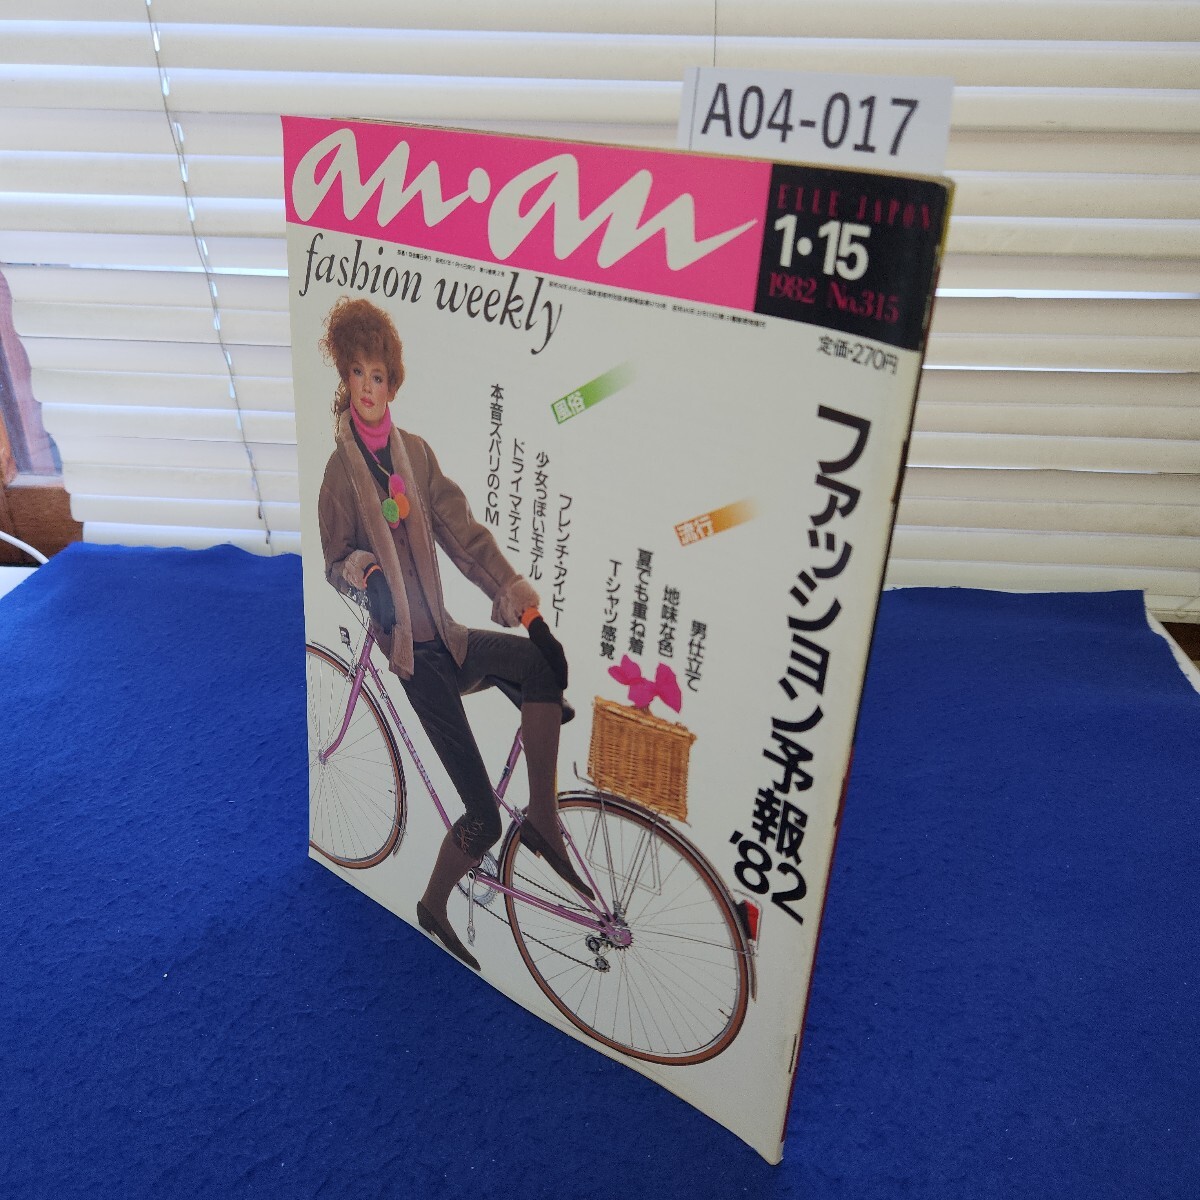 A04-017
an・an
ELLE JAPON
1・15
1982 No.315
fashion weekly
定価・270円
ファッション予報'82
風俗
フレンチ・アイビー
少女っぽいモデル
ドライマティニ
本音ズバリのCM
流行
男仕立て
地味な色
夏でも重ね着
Tシャツ感覚